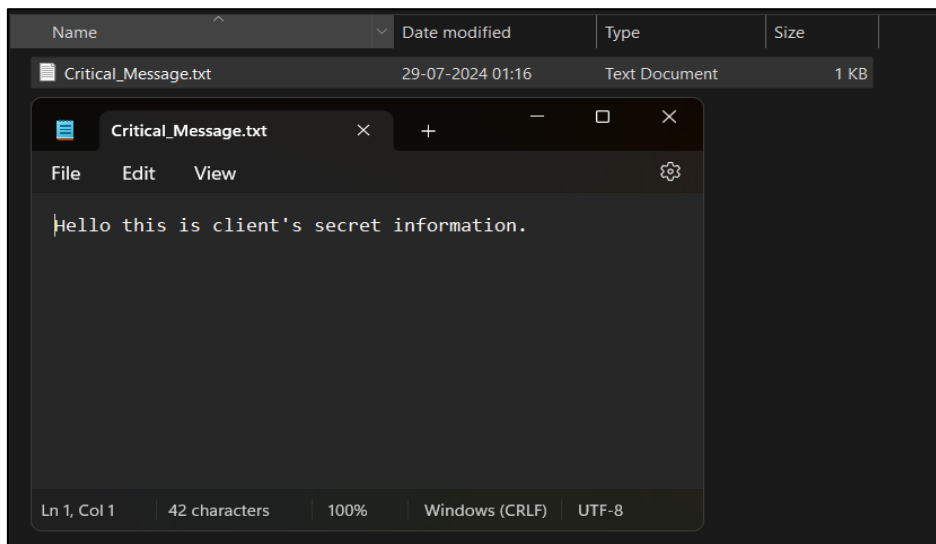 Name Date modified Type Size
Critical_Message.txt 29-07-2024 01:16 Text Document 1 KB
Critical_Message.txt
File Edit View
Hello this is client's secret information.
Ln 1, Col 1 42 characters 100% Windows (CRLF) UTF-8